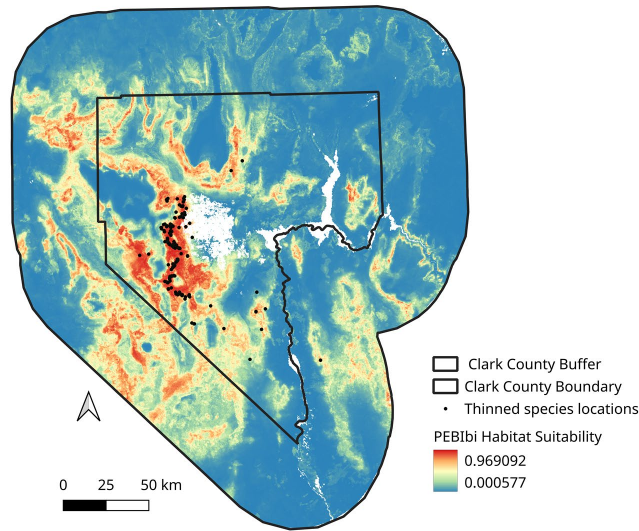 Clark County Buffer
Clark County Boundary
Thinned species locations
PEBIbi Habitat Suitability
0.969092
0.000577
0 25 50 km